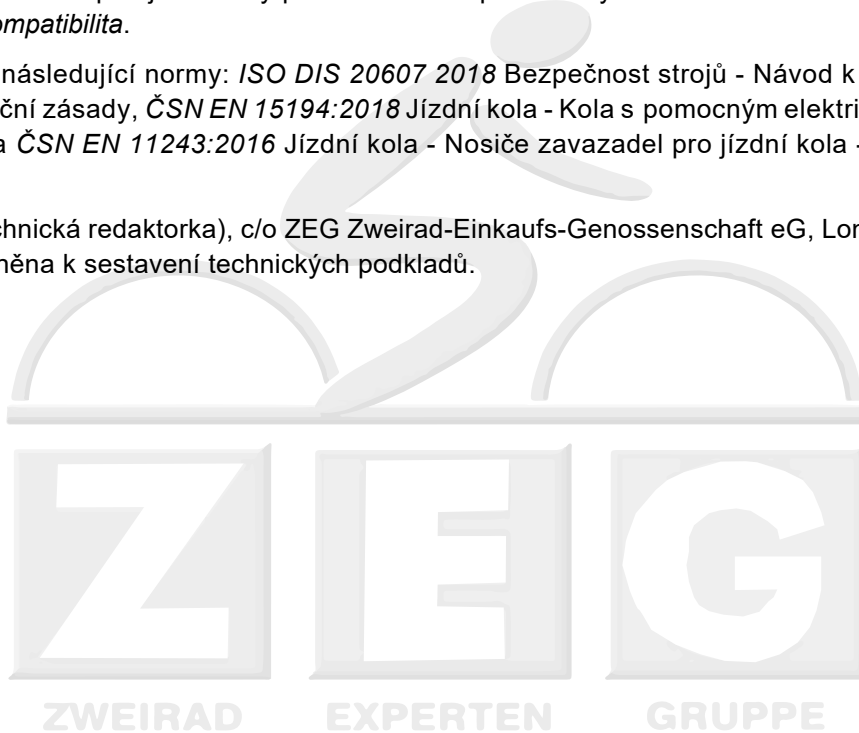 ompatibilita.
následující normy: ISO DIS 20607 2018 Bezpečnost strojů - Návod k
ční zásady, ČSN EN 15194:2018 Jízdní kola - Kola s pomocným elektri
a ČSN EN 11243:2016 Jízdní kola - Nosiče zavazadel pro jízdní kola -
chnická redaktorka), c/o ZEG Zweirad-Einkaufs-Genossenschaft eG, Lon
něna k sestavení technických podkladů.
ZEG
ZWEIRAD EXPERTEN GRUPPE